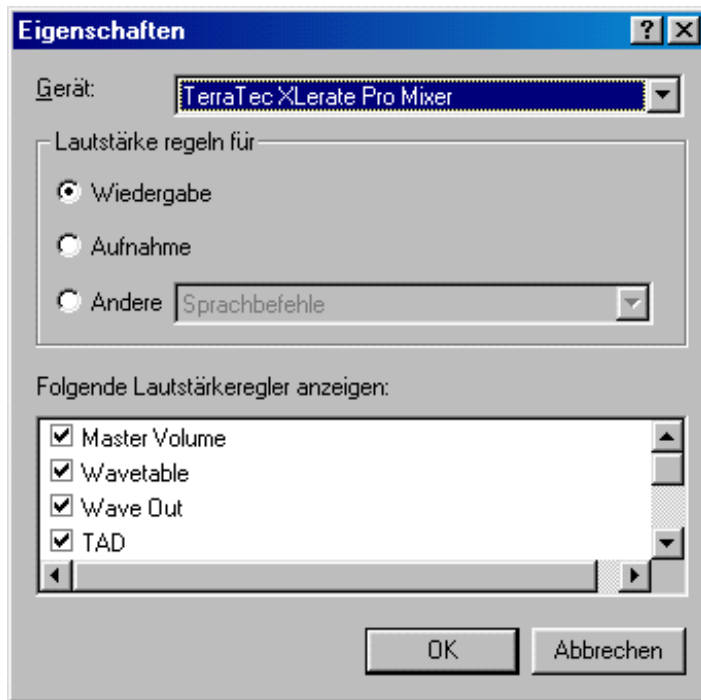 Eigenschaften
Gerät: TerraTec XLerate Pro Mixer
Lautstärke regeln für
Wiedergabe
Aufnahme
Andere Sprachbefehle
Folgende Lautstärkeregler anzeigen:
Master Volume
Wavetable
Wave Out
TAD
OK Abbrechen